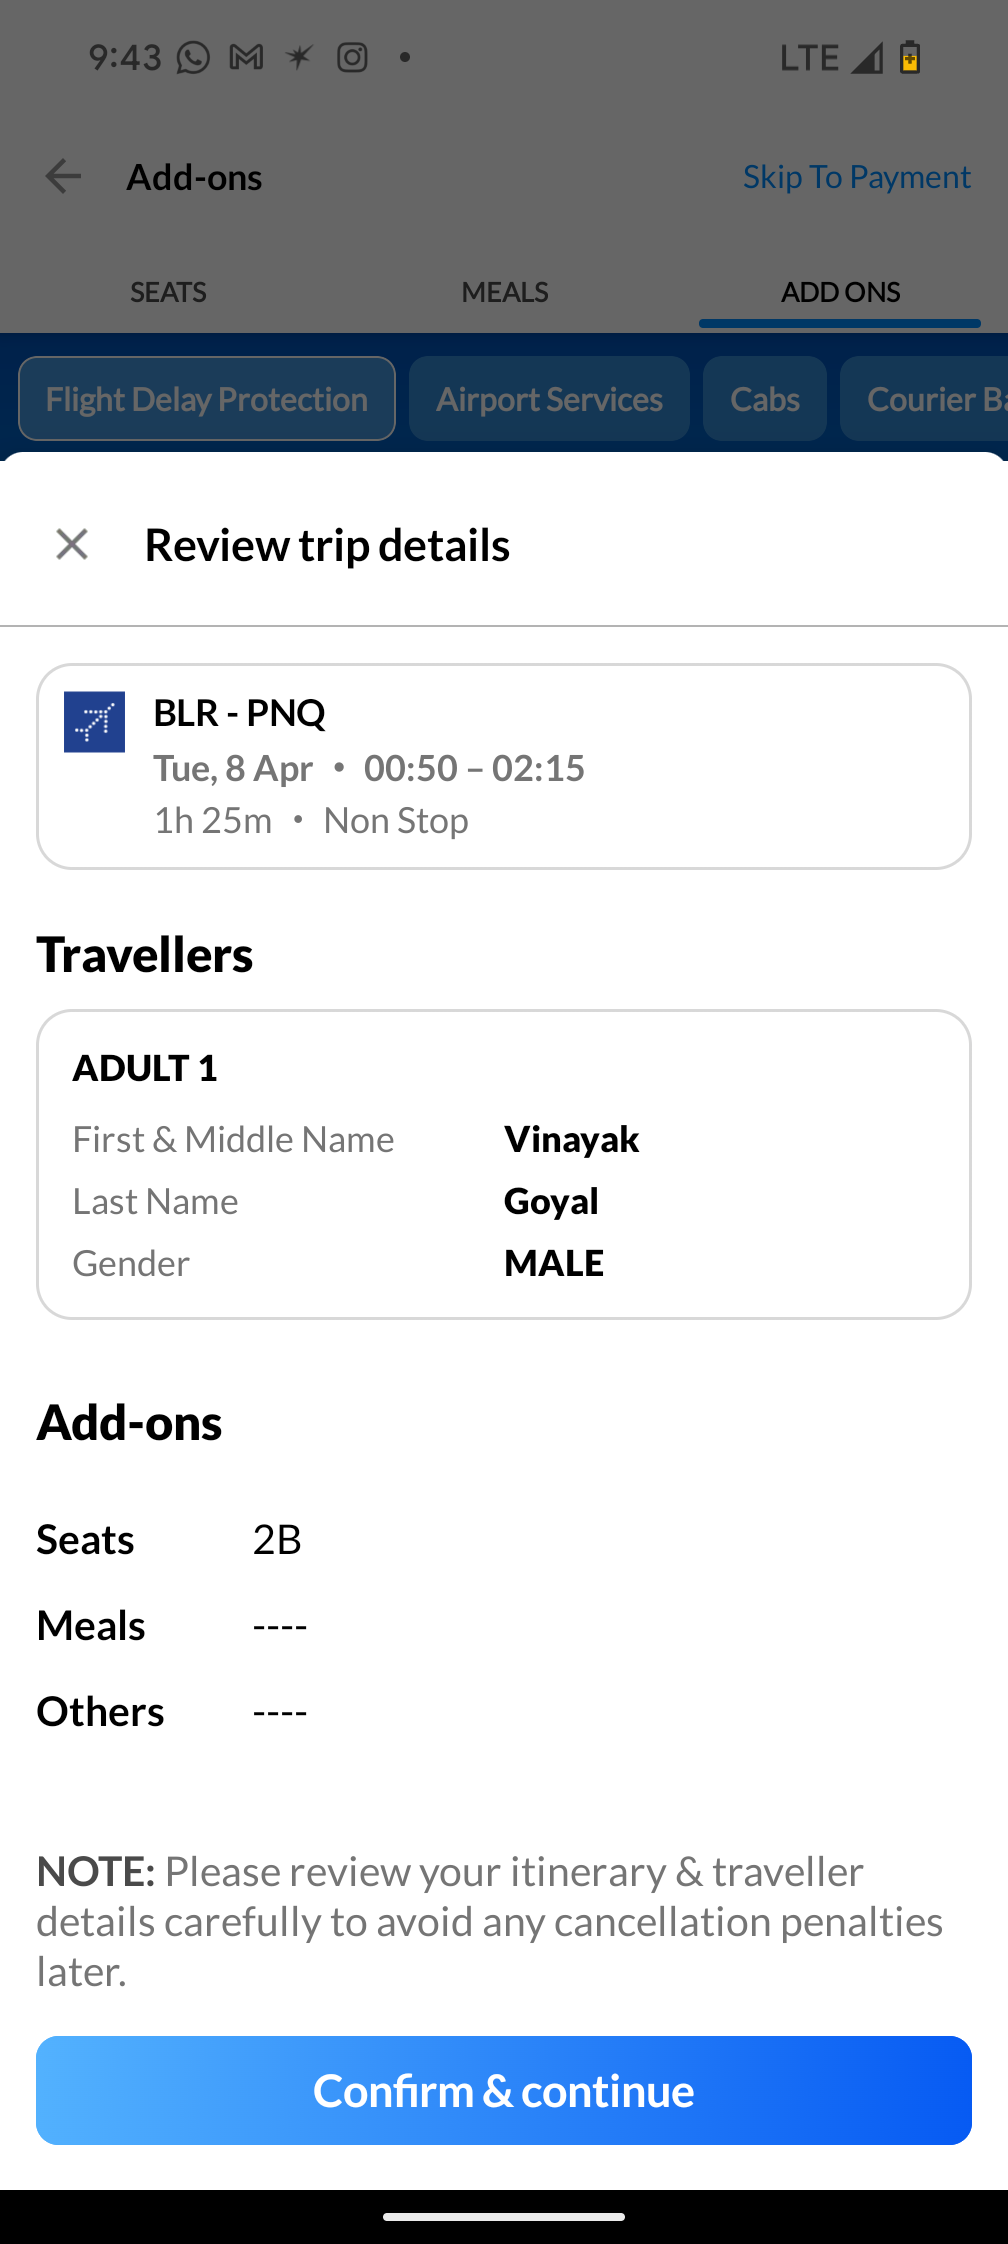 9:43
LTE
Add-ons
Skip To Payment
SEATS MEALS ADD ONS
Flight Delay Protection Airport Services Cabs Courier
Review trip details
BLR - PNQ
Tue, 8 Apr • 00:50 – 02:15
1h 25m • Non Stop
Travellers
ADULT 1
First & Middle Name Vinayak
Last Name Goyal
Gender MALE
Add-ons
Seats 2B
Meals ----
Others ----
NOTE: Please review your itinerary & traveller
details carefully to avoid any cancellation penalties
later.
Confirm & continue